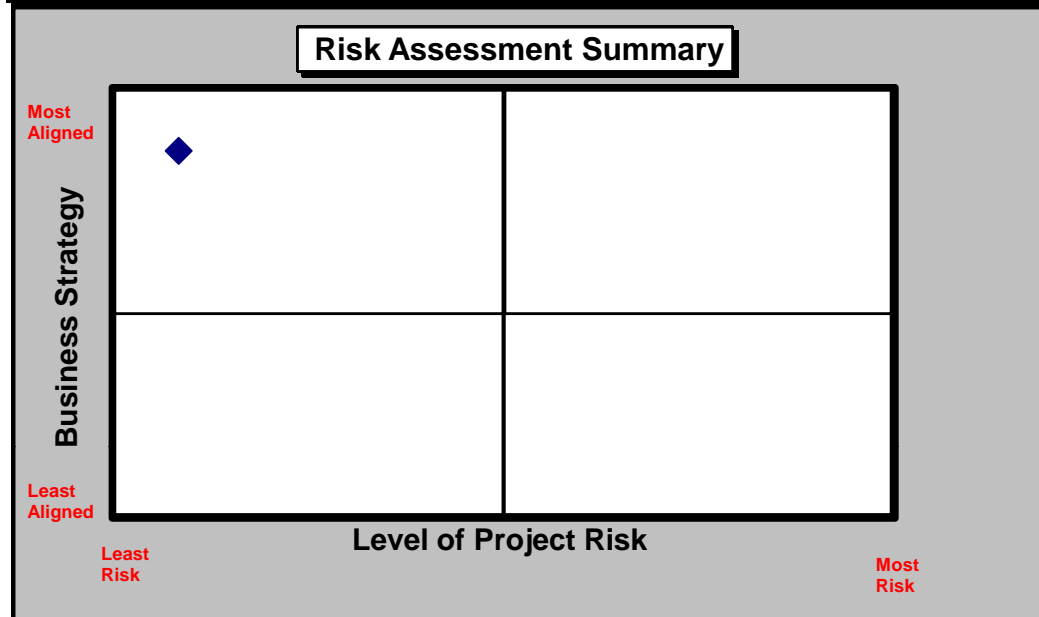 Risk Assessment Summary
Most
Aligned
Business Strategy
Least
Aligned
Level of Project Risk
Least
Risk
Most
Risk